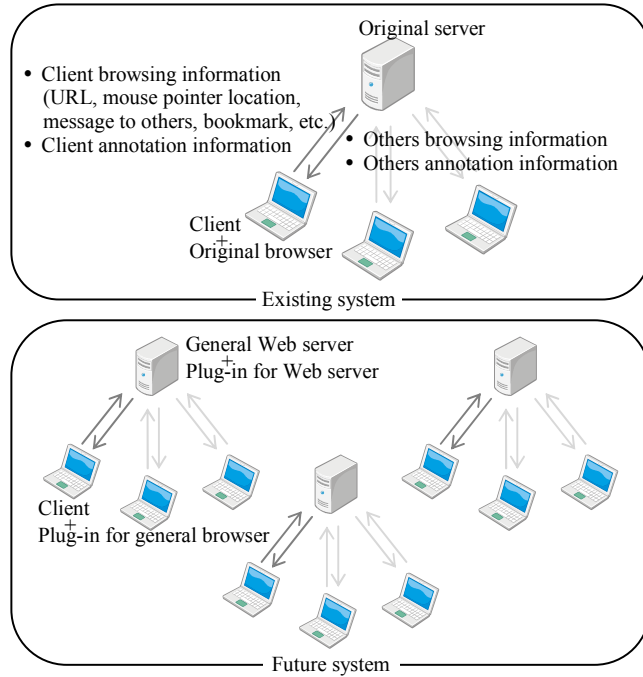 Original server
• Client browsing information
(URL, mouse pointer location,
message to others, bookmark, etc.)
• Client annotation information
• Others browsing information
• Others annotation information
Client
+
Original browser
Existing system
General Web server
+
Plug-in for Web server
Client
+
Plug-in for general browser
Future system